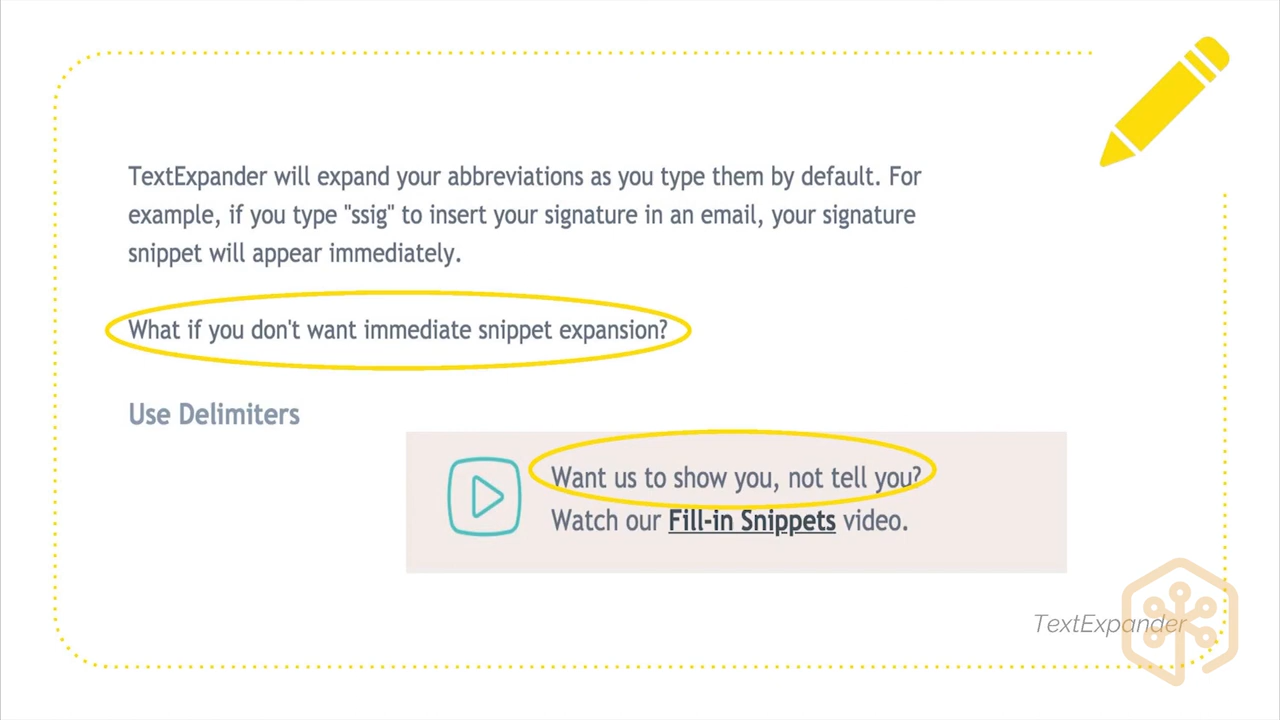 TextExpander will expand your abbreviations as you type them by default. For
example, if you type "ssig" to insert your signature in an email, your signature
snippet will appear immediately.
What if you don't want immediate snippet expansion?
Use Delimiters
Want us to show you, not tell you?
Watch our Fill-in Snippets video.
TextExpander